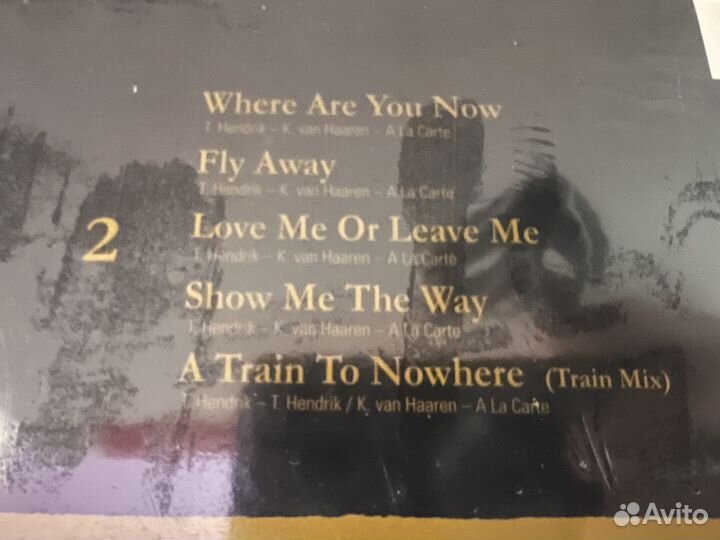 Where Are You Now
T. Hendrik – K. van Haaren – A La Carte
Fly Away
T. Hendrik – K. van Haaren – A La Carte
2
Love Me Or Leave Me
T. Hendrik – K. van Haaren – A La Carte
Show Me The Way
T. Hendrik – K. van Haaren – A La Carte
A Train To Nowhere (Train Mix)
T. Hendrik – T. Hendrik / K. van Haaren – A La Carte
Avito